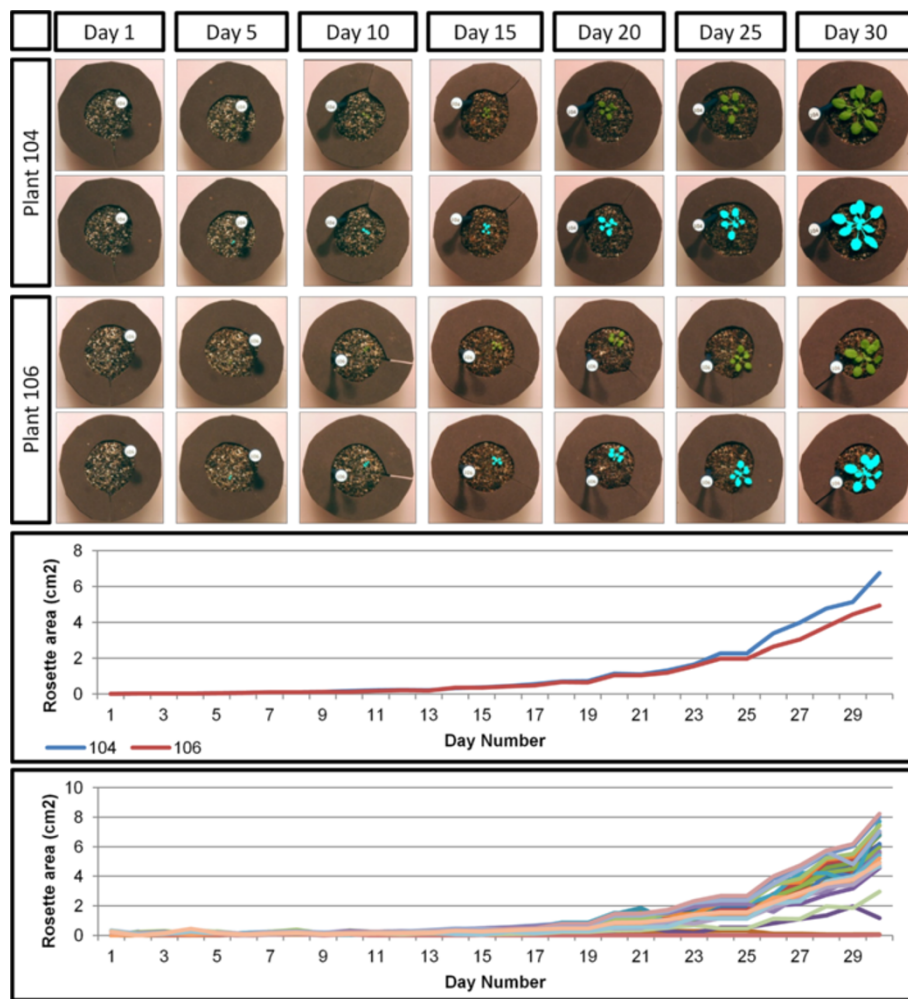 Day 1 Day 5 Day 10 Day 15 Day 20 Day 25 Day 30
Plant 104
Plant 106
8
6
4
2
0
Rosette area (cm2)
1 3 5 7 9 11 13 15 17 19 21 23 25 27 29
Day Number
104 106
10
8
6
4
2
0
Rosette area (cm2)
1 3 5 7 9 11 13 15 17 19 21 23 25 27 29
Day Number